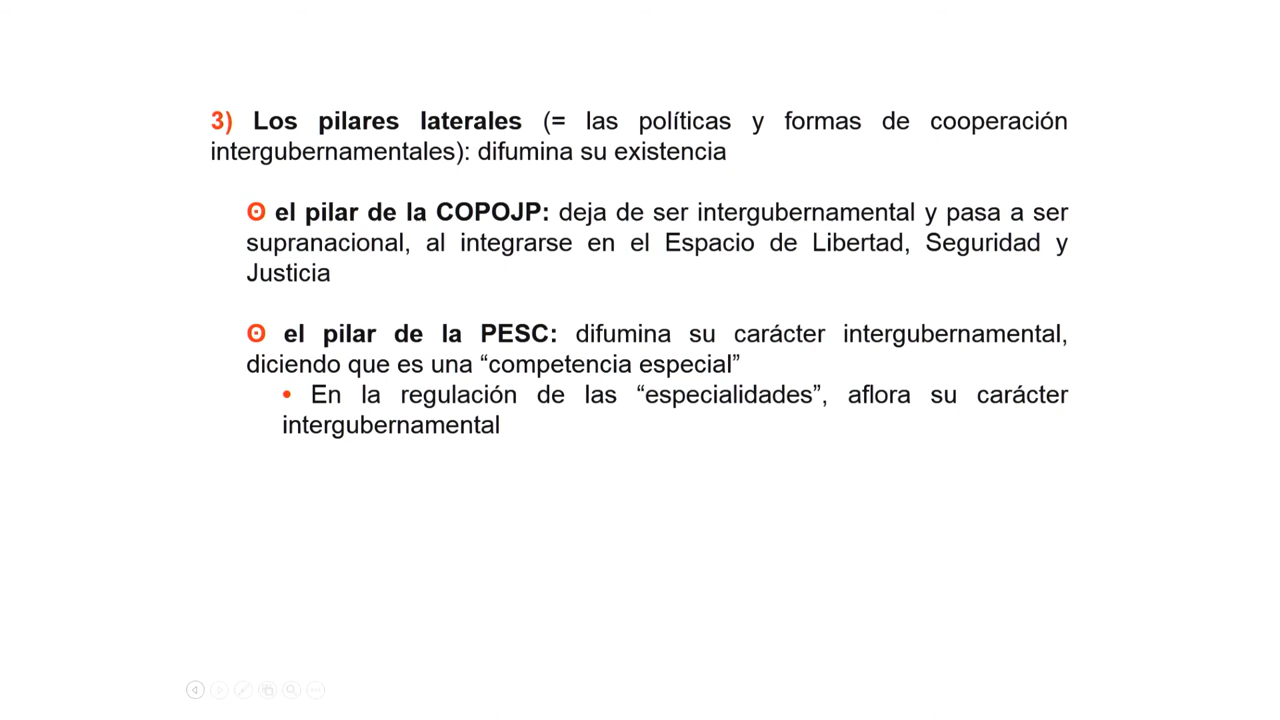 3) Los pilares laterales (= las políticas y formas de cooperación
intergubernamentales): difumina su existencia
ʘ el pilar de la COPOJP: deja de ser intergubernamental y pasa a ser
supranacional, al integrarse en el Espacio de Libertad, Seguridad y
Justicia
ʘ el pilar de la PESC: difumina su carácter intergubernamental,
diciendo que es una “competencia especial”
• En la regulación de las “especialidades”, aflora su carácter
intergubernamental